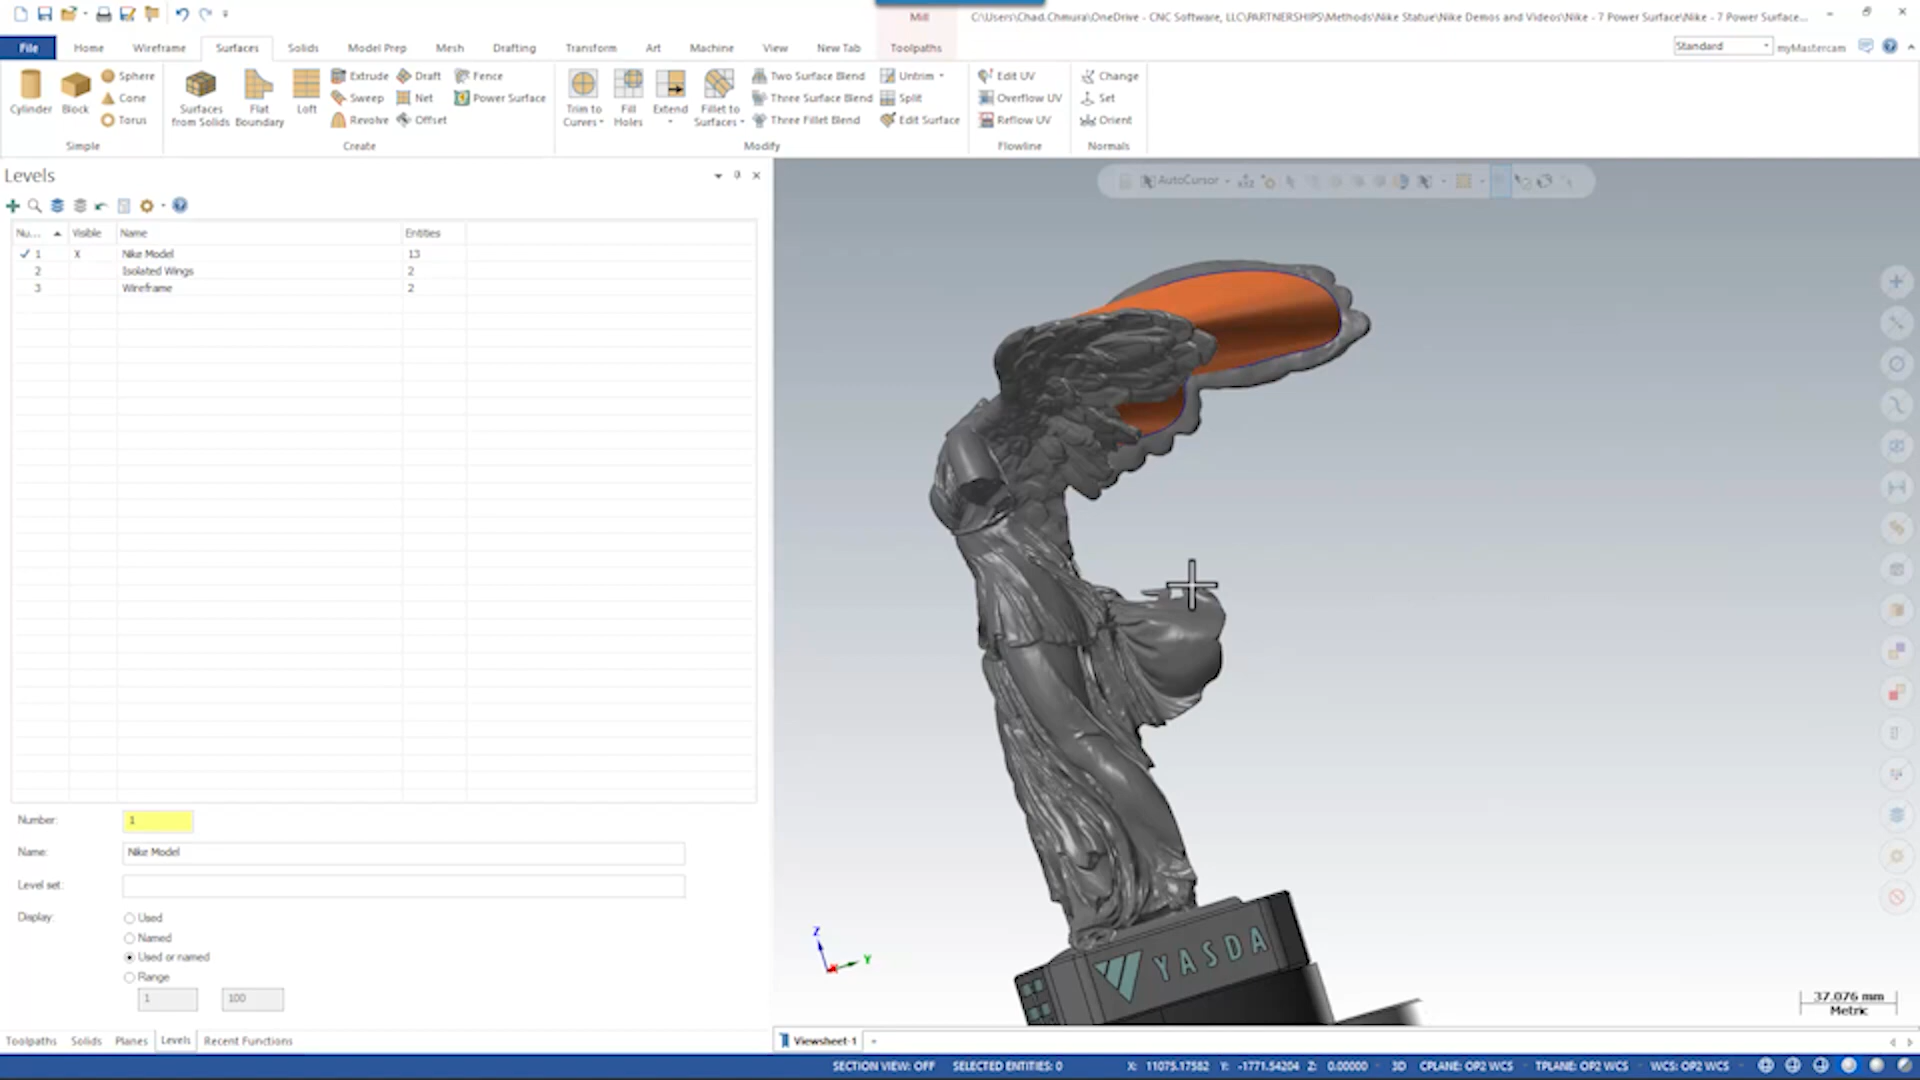 Mill
C:\Users\Chad.Chmura\OneDrive - CNC Software, LLC\PARTNERSHIPS\Methods\Nike Statue\Nike Demos and Videos\Nike - 7 Power Surface\Nike - 7 Power Surface...
File Home Wireframe Surfaces Solids Model Prep Mesh Drafting Transform Art Machine View New Tab Toolpaths
Standard myMastercam
Cylinder Block Sphere Cone Torus
Simple
Surfaces from Solids Flat Boundary Loft
Extrude Draft Fence
Sweep Net Power Surface
Revolve Offset
Create
Trim to Curves Fill Holes Extend Fillet to Surfaces
Two Surface Blend Untrim
Three Surface Blend Split
Three Fillet Blend Edit Surface
Modify
Edit UV
Overflow UV
Reflow UV
Flowline
Change
Set
Orient
Normals
Levels
AutoCursor
Nu... Visible Name Entities
1 X Nike Model 13
2 Isolated Wings 2
3 Wireframe 2
Number: 1
Name: Nike Model
Level set:
Display: Used
Named
Used or named
Range
1 100
Z
Y
YASDA
37.076 mm
Metric
Toolpaths Solids Planes Levels Recent Functions
Viewsheet-1
SECTION VIEW: OFF SELECTED ENTITIES: 0 X: 11075.17582 Y: -1771.54204 Z: 0.00000 3D CPLANE: OP2 WCS TPLANE: OP2 WCS WCS: OP2 WCS